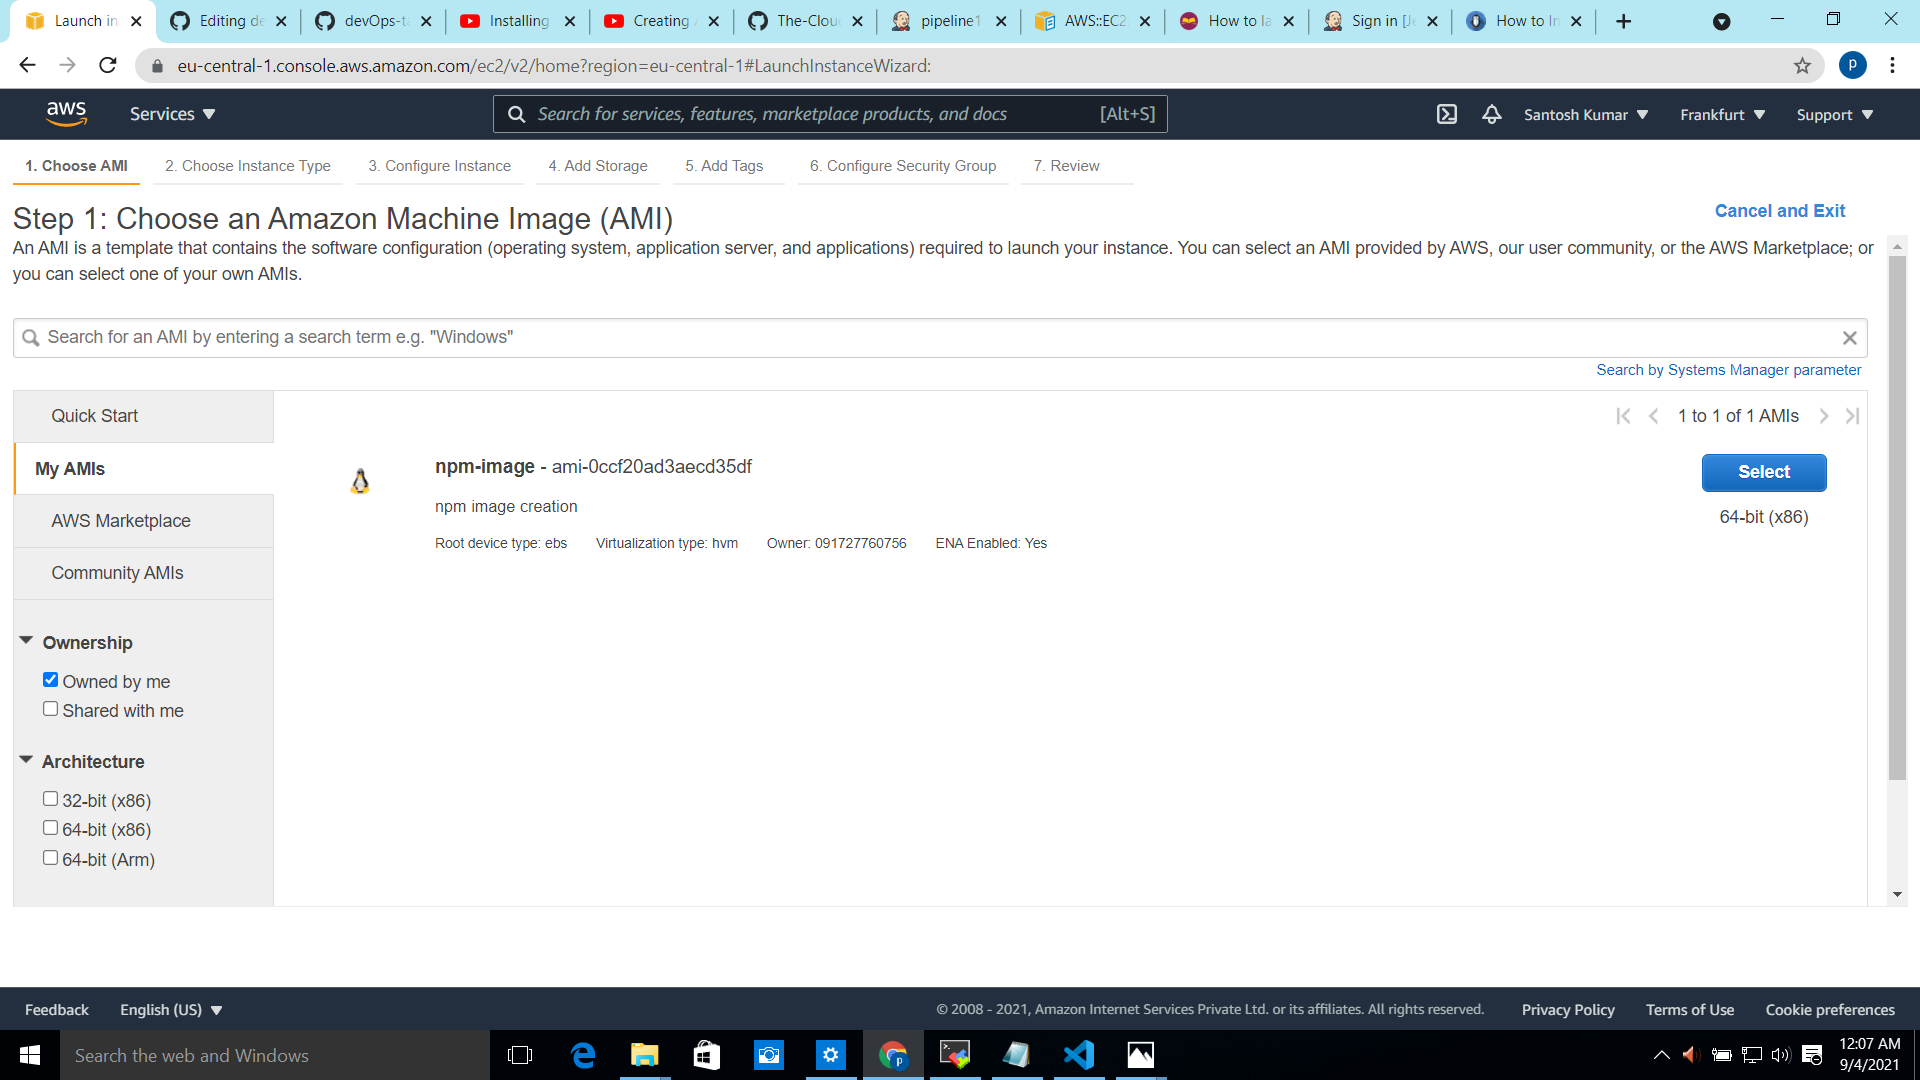 Launch in
Editing de
devOps-ta
Installing
Creating A
The-Clou
pipeline1
AWS::EC2
How to la
Sign in [Je
How to In
eu-central-1.console.aws.amazon.com/ec2/v2/home?region=eu-central-1#LaunchInstanceWizard:
p
aws
Services
Search for services, features, marketplace products, and docs
[Alt+S]
Santosh Kumar
Frankfurt
Support
1. Choose AMI
2. Choose Instance Type
3. Configure Instance
4. Add Storage
5. Add Tags
6. Configure Security Group
7. Review
Step 1: Choose an Amazon Machine Image (AMI)
Cancel and Exit
An AMI is a template that contains the software configuration (operating system, application server, and applications) required to launch your instance. You can select an AMI provided by AWS, our user community, or the AWS Marketplace; or
you can select one of your own AMIs.
Search for an AMI by entering a search term e.g. "Windows"
Search by Systems Manager parameter
Quick Start
My AMIs
AWS Marketplace
Community AMIs
1 to 1 of 1 AMIs
npm-image - ami-0ccf20ad3aecd35df
npm image creation
Root device type: ebs
Virtualization type: hvm
Owner: 091727760756
ENA Enabled: Yes
Select
64-bit (x86)
Ownership
Owned by me
Shared with me
Architecture
32-bit (x86)
64-bit (x86)
64-bit (Arm)
Feedback
English (US)
© 2008 - 2021, Amazon Internet Services Private Ltd. or its affiliates. All rights reserved.
Privacy Policy
Terms of Use
Cookie preferences
Search the web and Windows
p
12:07 AM
9/4/2021